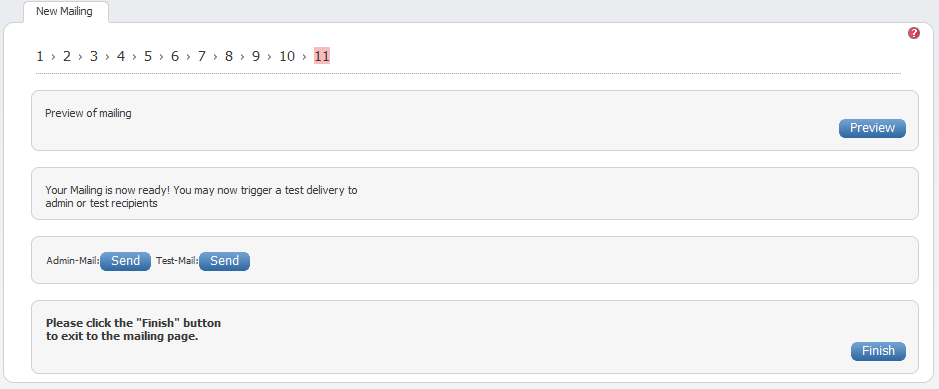 New Mailing
?
1 › 2 › 3 › 4 › 5 › 6 › 7 › 8 › 9 › 10 › 11
Preview of mailing
Preview
Your Mailing is now ready! You may now trigger a test delivery to
admin or test recipients
Admin-Mail: Send Test-Mail: Send
Please click the "Finish" button
to exit to the mailing page.
Finish